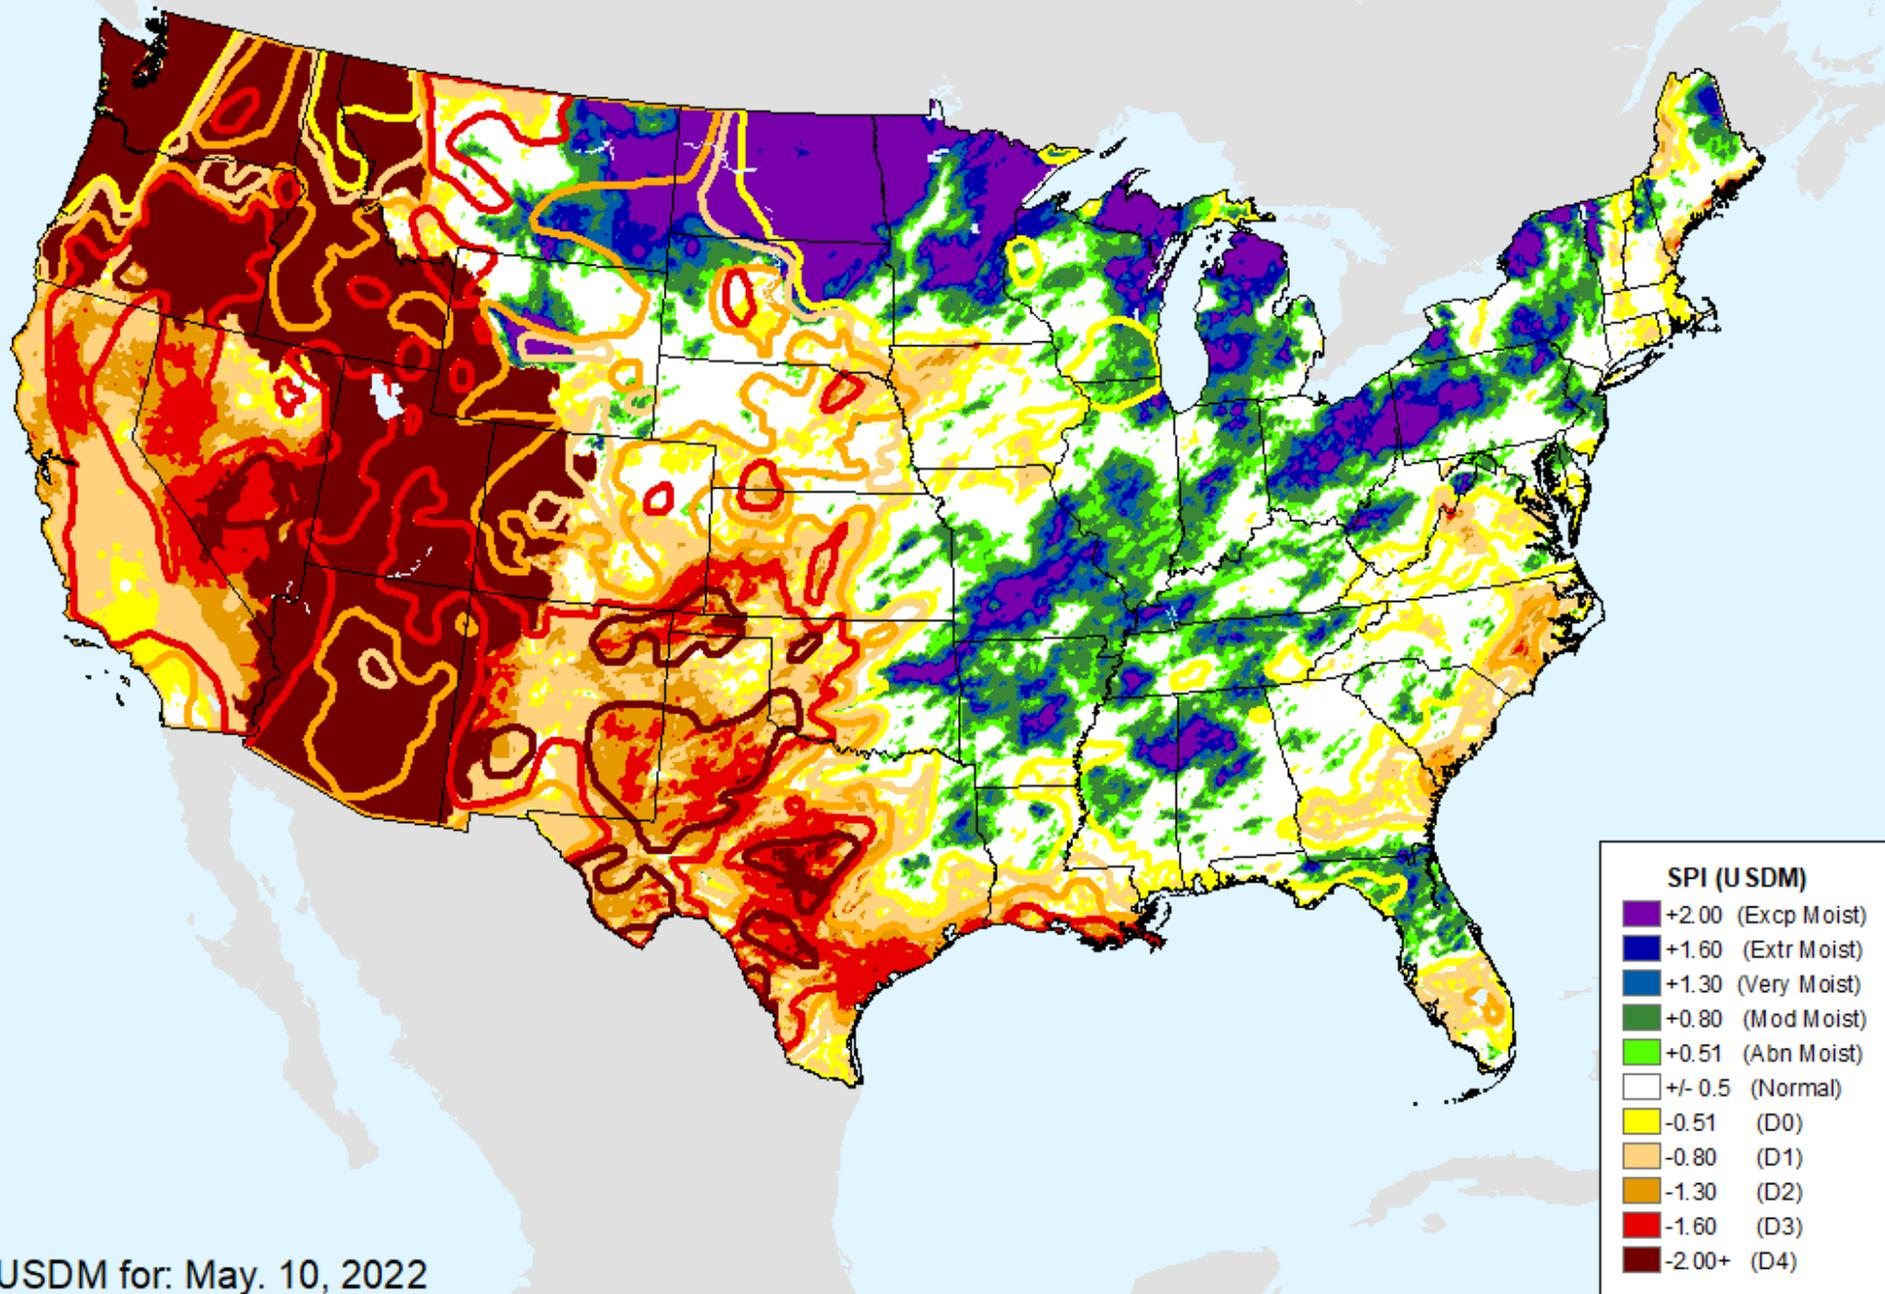 SPI (USDM)
+2.00 (Excp Moist)
+1.60 (Extr Moist)
+1.30 (Very Moist)
+0.80 (Mod Moist)
+0.51 (Abn Moist)
+/- 0.5 (Normal)
-0.51 (D0)
-0.80 (D1)
-1.30 (D2)
-1.60 (D3)
-2.00+ (D4)
USDM for: May. 10, 2022